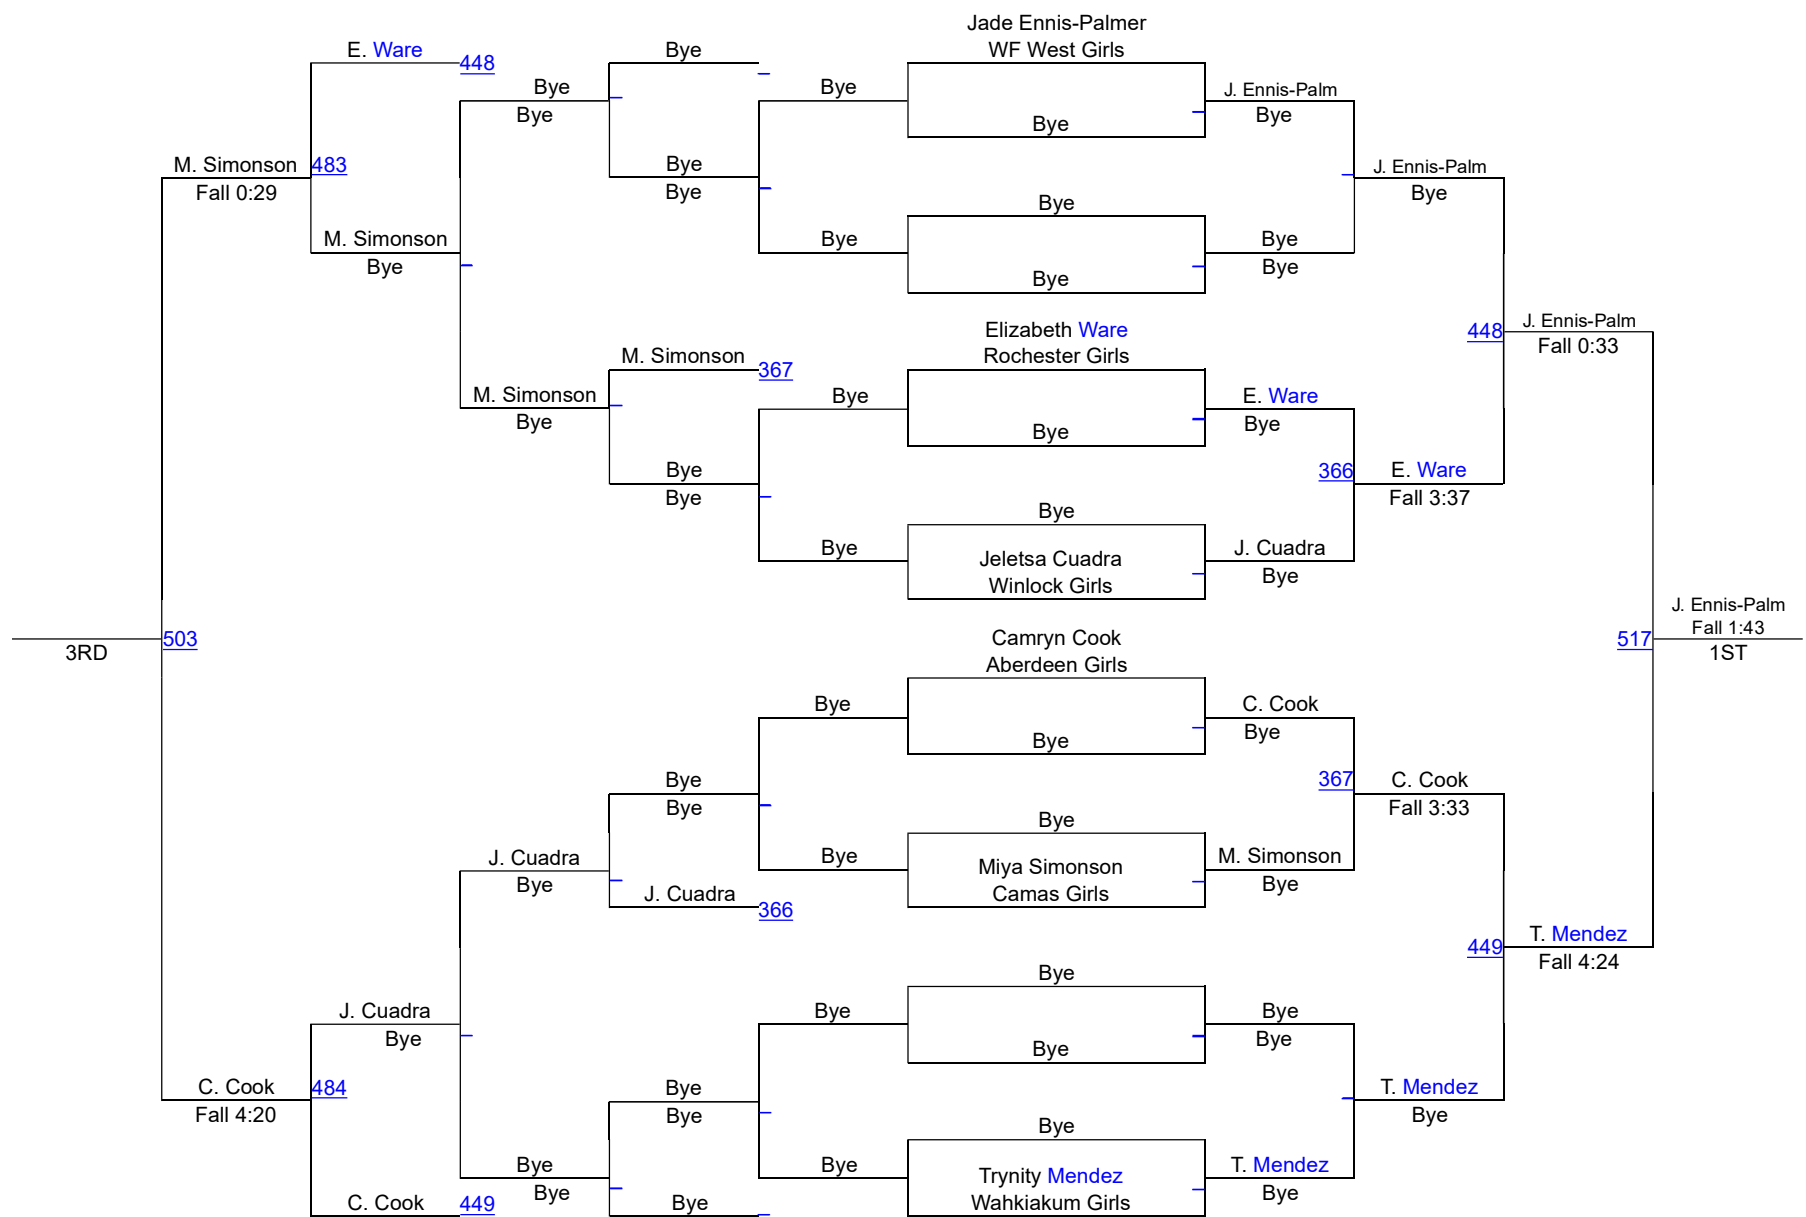 Jade Ennis-Palmer
E. Ware
Bye
WF West Girls
448
Bye
Bye
J. Ennis-Palm
Bye
Bye
Bye
M. Simonson
483
Bye
J. Ennis-Palm
Fall 0:29
Bye
Bye
Bye
M. Simonson
Bye
Bye
Bye
Bye
Bye
Elizabeth Ware
448
J. Ennis-Palm
M. Simonson
Rochester Girls
Fall 0:33
367
M. Simonson
Bye
E. Ware
Bye
Bye
Bye
Bye
366
E. Ware
Bye
Fall 3:37
Bye
Bye
Jeletsa Cuadra
J. Cuadra
Winlock Girls
Bye
J. Ennis-Palm
Fall 1:43
503
Camryn Cook
517
3RD
Aberdeen Girls
1ST
Bye
C. Cook
Bye
Bye
Bye
367
C. Cook
Bye
Fall 3:33
Bye
J. Cuadra
Bye
Miya Simonson
M. Simonson
Bye
J. Cuadra
366
Camas Girls
Bye
449
T. Mendez
Fall 4:24
Bye
J. Cuadra
Bye
Bye
Bye
Bye
Bye
C. Cook
484
Bye
T. Mendez
Fall 4:20
Bye
Bye
Bye
Bye
Bye
Trynity Mendez
T. Mendez
Bye
Bye
C. Cook
449
Bye
Wahkiakum Girls
Bye